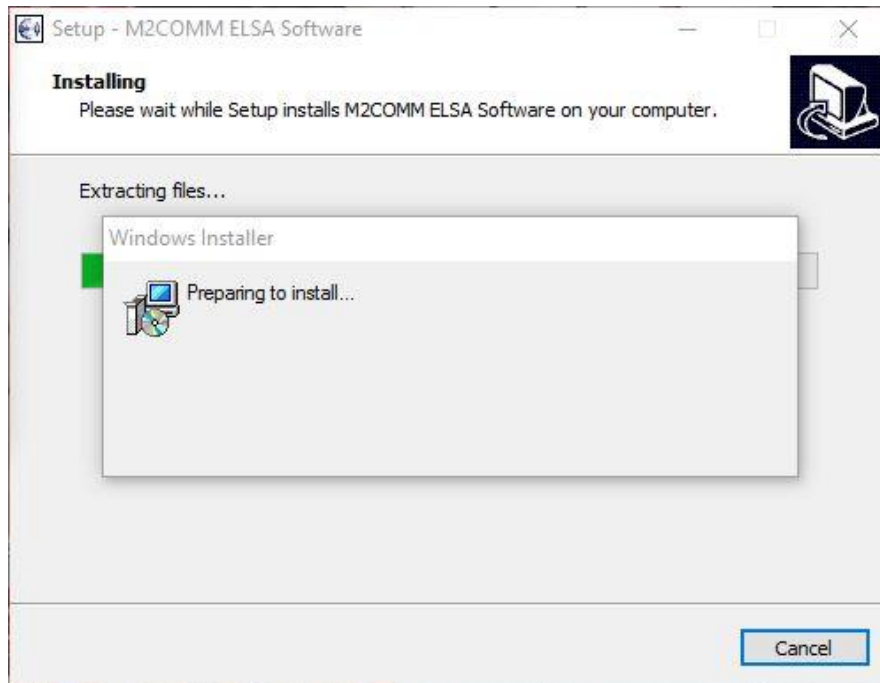 Setup - M2COMM ELSA Software
Installing
Please wait while Setup installs M2COMM ELSA Software on your computer.
Extracting files...
Windows Installer
Preparing to install...
Cancel